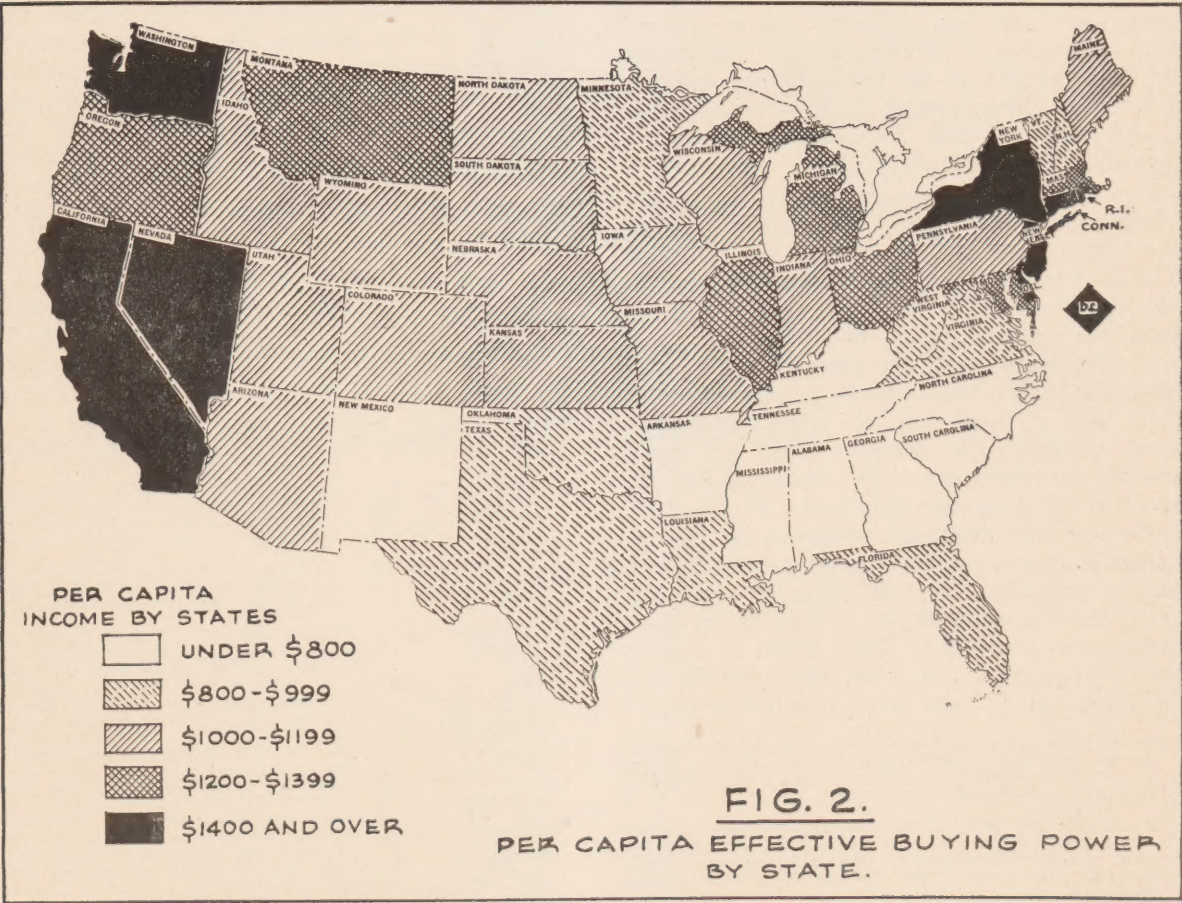 WASHINGTON
MONTANA
NORTH DAKOTA
MINNESOTA
MAINE
IDAHO
OREGON
NEW
YORK
VT.
N.H.
WISCONSIN
SOUTH DAKOTA
MICHIGAN
MAS
WYOMING
R.I.
CONN.
CALIFORNIA
NEVADA
PENNSYLVANIA
NEW
JERSEY
IOWA
UTAH
NEBRASKA
ILLINOIS
INDIANA
OHIO
COLORADO
WEST
VIRGINIA
MISSOURI
VIRGINIA
KANSAS
KENTUCKY
ARIZONA
NORTH CAROLINA
NEW MEXICO
OKLAHOMA
TENNESSEE
TEXAS
ARKANSAS
SOUTH CAROLINA
GEORGIA
ALABAMA
MISSISSIPPI
LOUISIANA
FLORIDA
PER CAPITA
INCOME BY STATES
UNDER $800
$800-$999
$1000-$1199
$1200-$1399
$1400 AND OVER
FIG. 2.
PER CAPITA EFFECTIVE BUYING POWER
BY STATE.